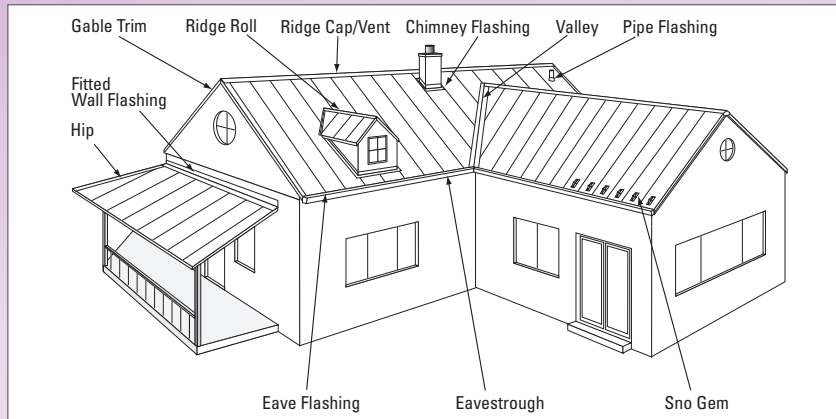 Gable Trim
Ridge Roll
Ridge Cap/Vent
Chimney Flashing
Valley
Pipe Flashing
Fitted
Wall Flashing
Hip
Eave Flashing
Eavestrough
Sno Gem